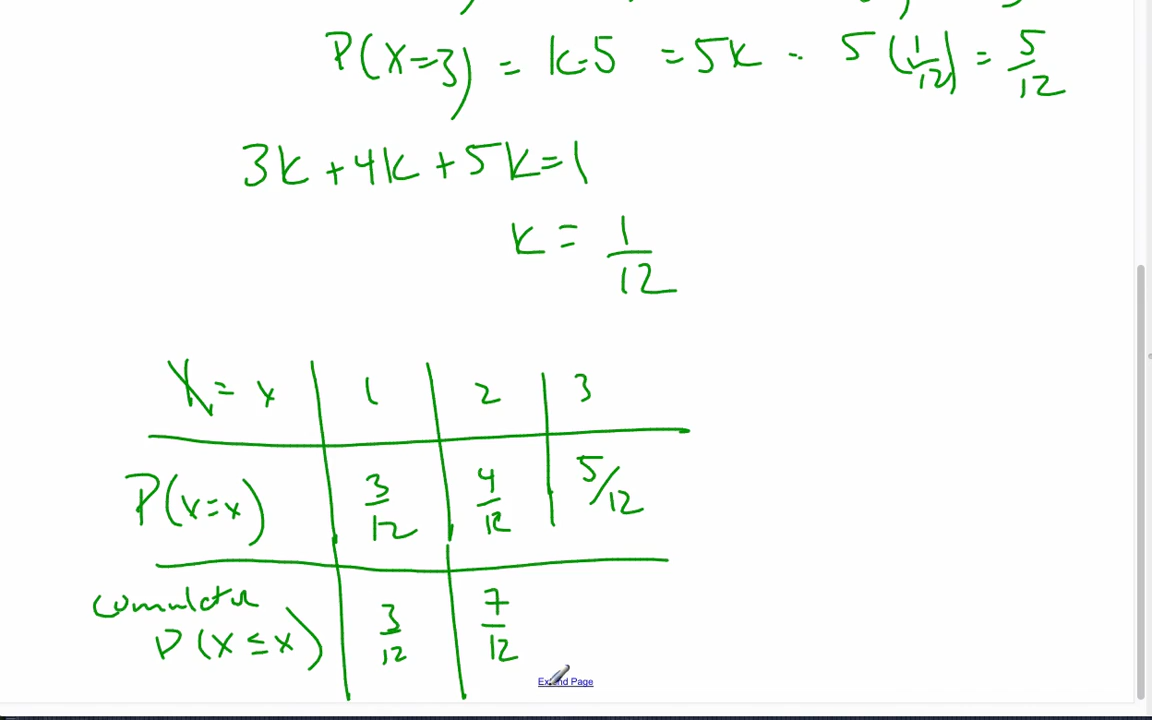 P(X=3) = k·5 = 5k = 5 (1/12) = 5/12
3k + 4k + 5k = 1
k = 1/12
X = x | 1 | 2 | 3
P(X=x) | 3/12 | 4/12 | 5/12
P(X ≤ x) | 3/12 | 7/12
Extend Page